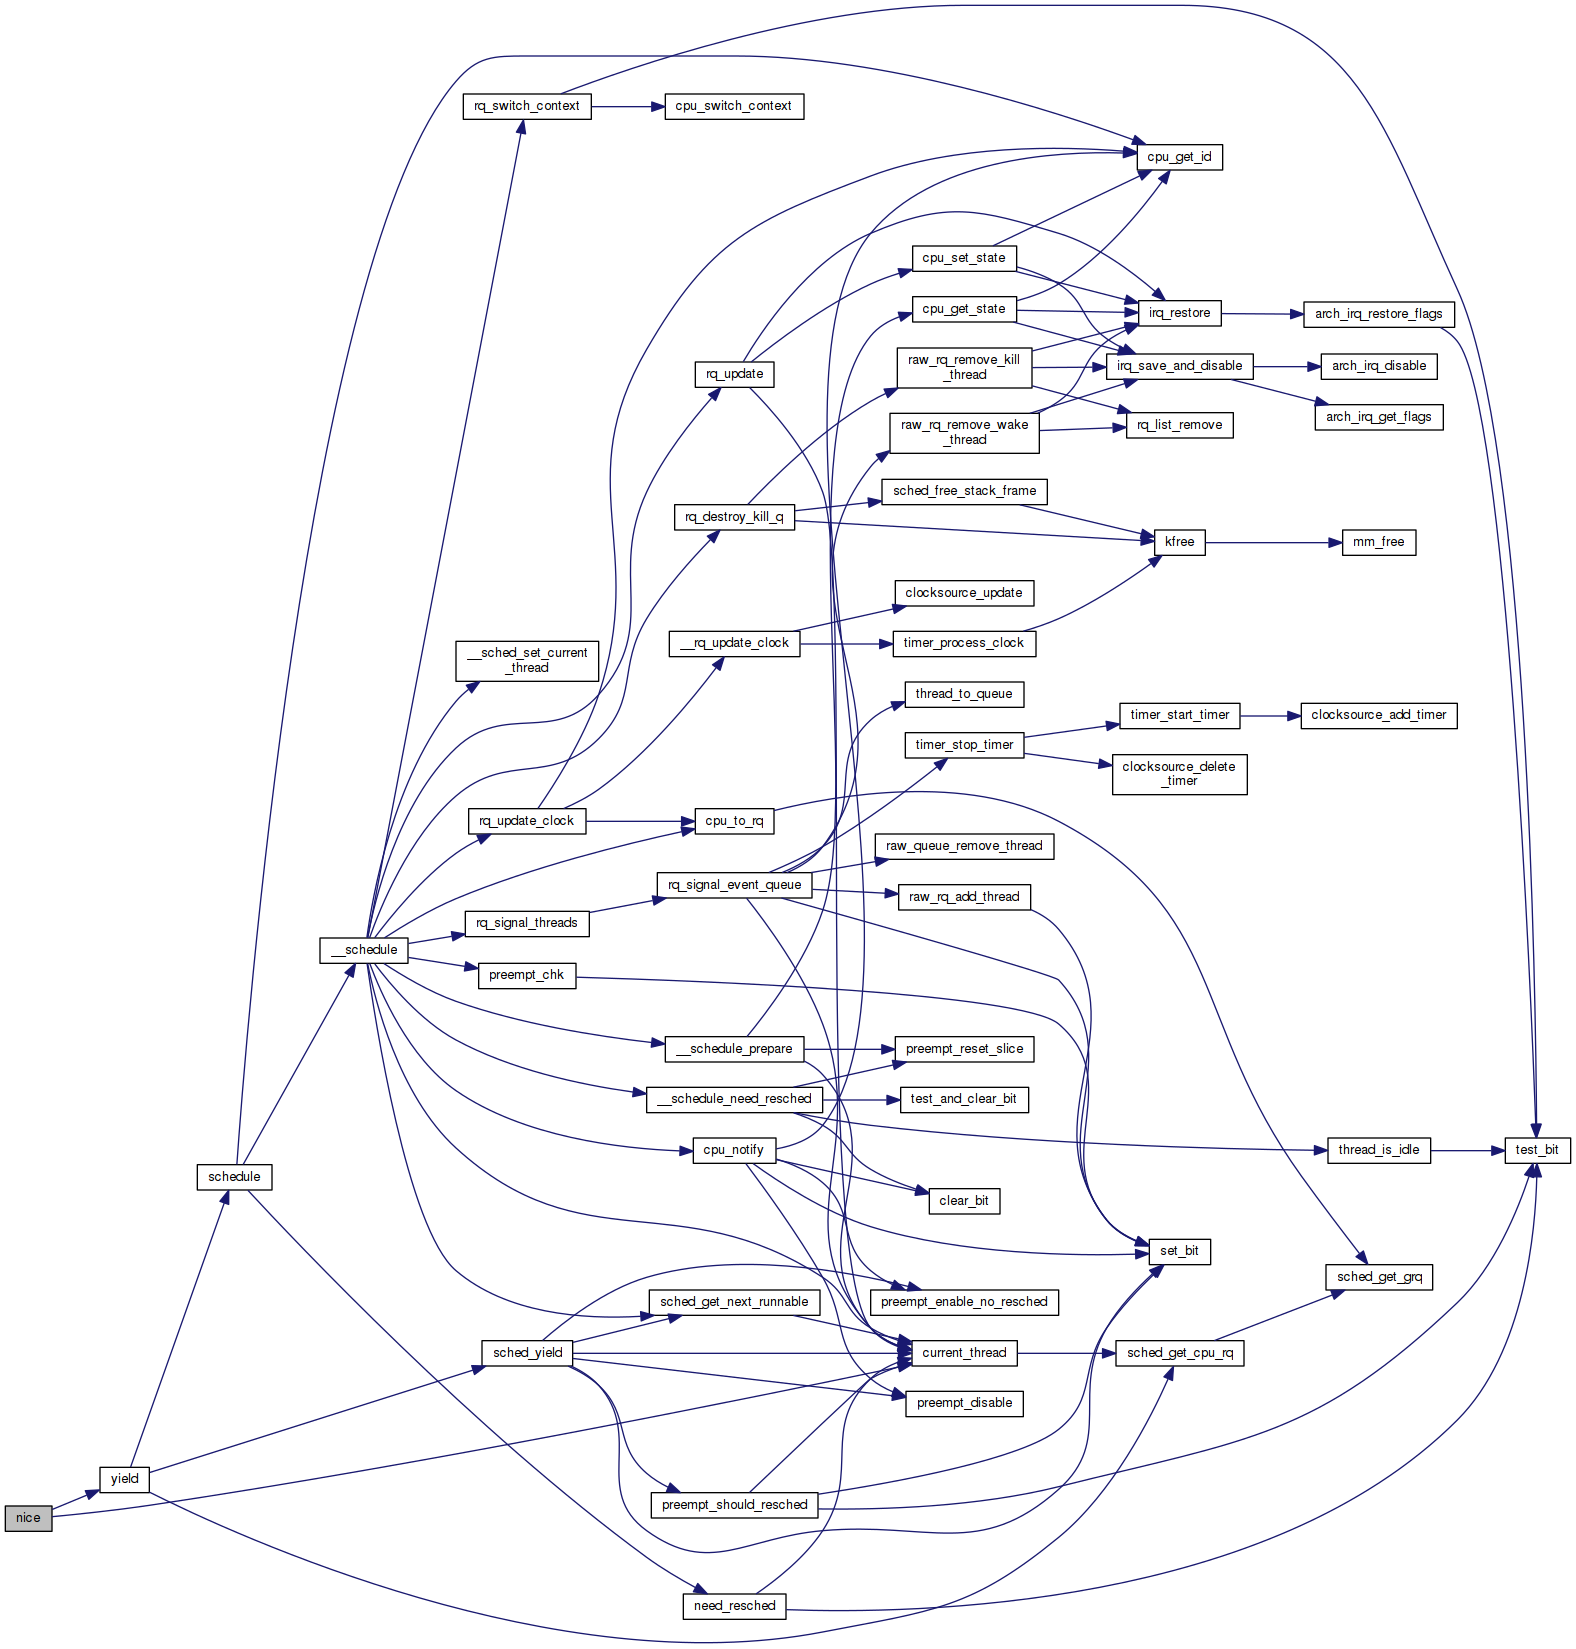 rq_switch_context
cpu_switch_context
cpu_get_id
cpu_set_state
cpu_get_state
irq_restore
arch_irq_restore_flags
raw_rq_remove_kill
_thread
rq_update
irq_save_and_disable
arch_irq_disable
arch_irq_get_flags
raw_rq_remove_wake
_thread
rq_list_remove
sched_free_stack_frame
rq_destroy_kill_q
kfree
mm_free
clocksource_update
__rq_update_clock
timer_process_clock
__sched_set_current
_thread
thread_to_queue
timer_start_timer
clocksource_add_timer
timer_stop_timer
clocksource_delete
_timer
rq_update_clock
cpu_to_rq
raw_queue_remove_thread
rq_signal_event_queue
raw_rq_add_thread
rq_signal_threads
__schedule
preempt_chk
__schedule_prepare
preempt_reset_slice
__schedule_need_resched
test_and_clear_bit
cpu_notify
thread_is_idle
test_bit
schedule
clear_bit
set_bit
sched_get_grq
sched_get_next_runnable
preempt_enable_no_resched
sched_yield
current_thread
sched_get_cpu_rq
preempt_disable
yield
preempt_should_resched
nice
need_resched